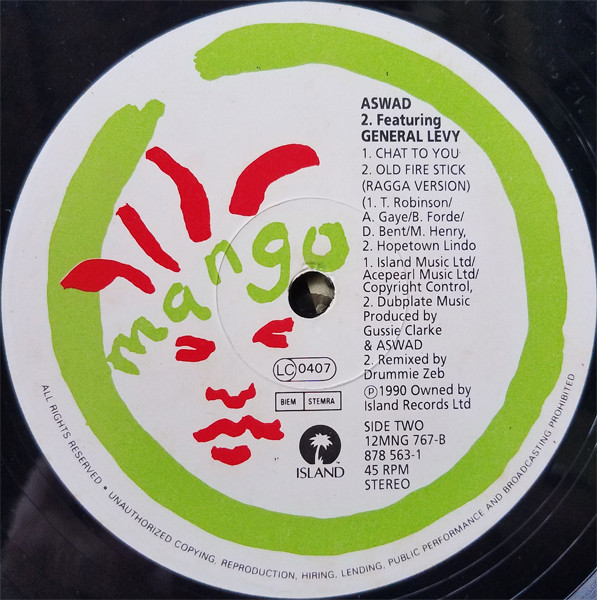 ASWAD
2. Featuring
GENERAL LEVY
1. CHAT TO YOU
2. OLD FIRE STICK
(RAGGA VERSION)
(1. T. Robinson/
A. Gaye/B. Forde/
D. Bent/M. Henry,
2. Hopetown Lindo
1. Island Music Ltd/
Acepearl Music Ltd/
Copyright Control,
2. Dubplate Music
Produced by
Gussie Clarke
& ASWAD
2. Remixed by
Drummie Zeb
Ⓟ1990 Owned by
Island Records Ltd
SIDE TWO
12MNG 767-B
878 563-1
45 RPM
STEREO
mango
LC 0407
BIEM STEMRA
ISLAND
ALL RIGHTS RESERVED • UNAUTHORIZED COPYING, REPRODUCTION, HIRING, LENDING, PUBLIC PERFORMANCE AND BROADCASTING PROHIBITED